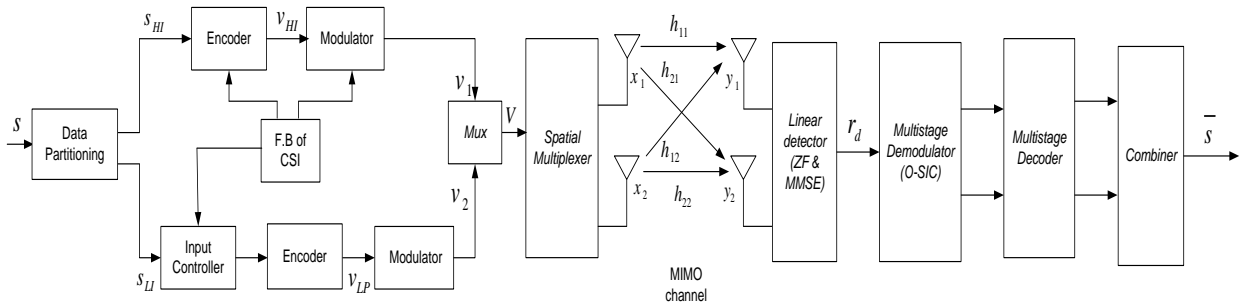 s
Data
Partitioning
s_HI
Encoder
v_HI
Modulator
F.B of
CSI
s_LI
Input
Controller
Encoder
v_LP
Modulator
v_1
Mux
v_2
V
Spatial
Multiplexer
x_1
x_2
h_11
h_21
h_12
h_22
y_1
y_2
MIMO
channel
Linear
detector
(ZF &
MMSE)
r_d
Multistage
Demodulator
(O-SIC)
Multistage
Decoder
Combiner
s̅